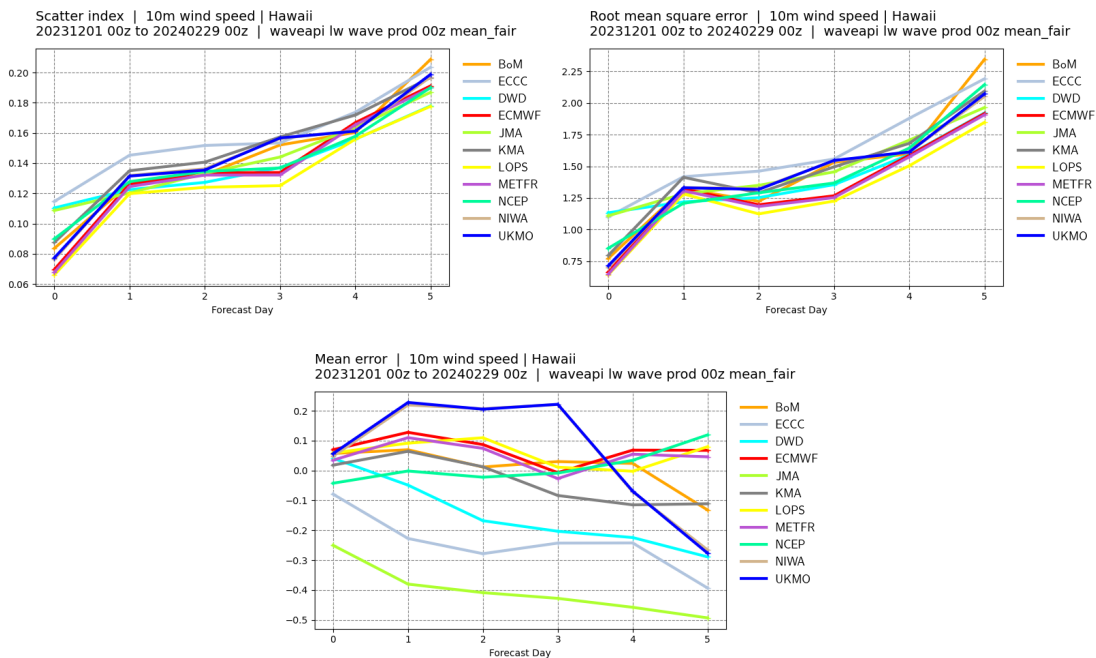 Scatter index  |  10m wind speed | Hawaii
20231201 00z to 20240229 00z  |  waveapi lw wave prod 00z mean_fair
0.20
0.18
0.16
0.14
0.12
0.10
0.08
0.06
0 1 2 3 4 5
Forecast Day
BoM
ECCC
DWD
ECMWF
JMA
KMA
LOPS
METFR
NCEP
NIWA
UKMO
Root mean square error  |  10m wind speed | Hawaii
20231201 00z to 20240229 00z  |  waveapi lw wave prod 00z mean_fair
2.25
2.00
1.75
1.50
1.25
1.00
0.75
0 1 2 3 4 5
Forecast Day
BoM
ECCC
DWD
ECMWF
JMA
KMA
LOPS
METFR
NCEP
NIWA
UKMO
Mean error  |  10m wind speed | Hawaii
20231201 00z to 20240229 00z  |  waveapi lw wave prod 00z mean_fair
0.2
0.1
0.0
−0.1
−0.2
−0.3
−0.4
−0.5
0 1 2 3 4 5
Forecast Day
BoM
ECCC
DWD
ECMWF
JMA
KMA
LOPS
METFR
NCEP
NIWA
UKMO